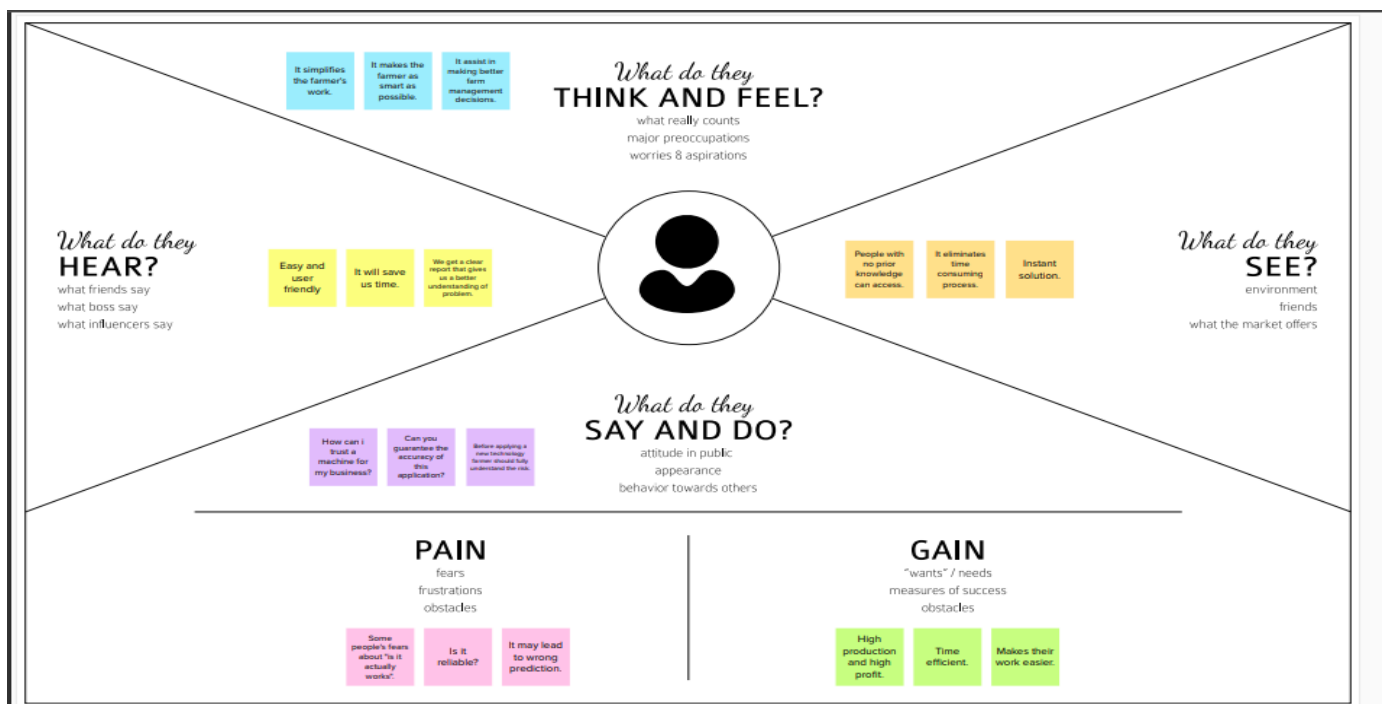 It simplifies
the farmer's
work.
It makes the
farmer as
smart as
possible.
It assist in
making better
farm
management
decisions.
What do they
THINK AND FEEL?
what really counts
major preoccupations
worries 8 aspirations
What do they
HEAR?
what friends say
what boss say
what influencers say
Easy and
user
friendly
It will save
us time.
We get a clear
report that gives
us a better
understanding of
problem.
People with
no prior
knowledge
can access.
It eliminates
time
consuming
process.
Instant
solution.
What do they
SEE?
environment
friends
what the market offers
What do they
SAY AND DO?
attitude in public
appearance
behavior towards others
How can i
trust a
machine for
my business?
Can you
guarantee the
accuracy of
this
application?
Before applying a
new technology
farmer should fully
understand the risk.
PAIN
fears
frustrations
obstacles
Some
people's fears
about "is it
actually
works".
Is it
reliable?
It may lead
to wrong
prediction.
GAIN
"wants" / needs
measures of success
obstacles
High
production
and high
profit.
Time
efficient.
Makes their
work easier.